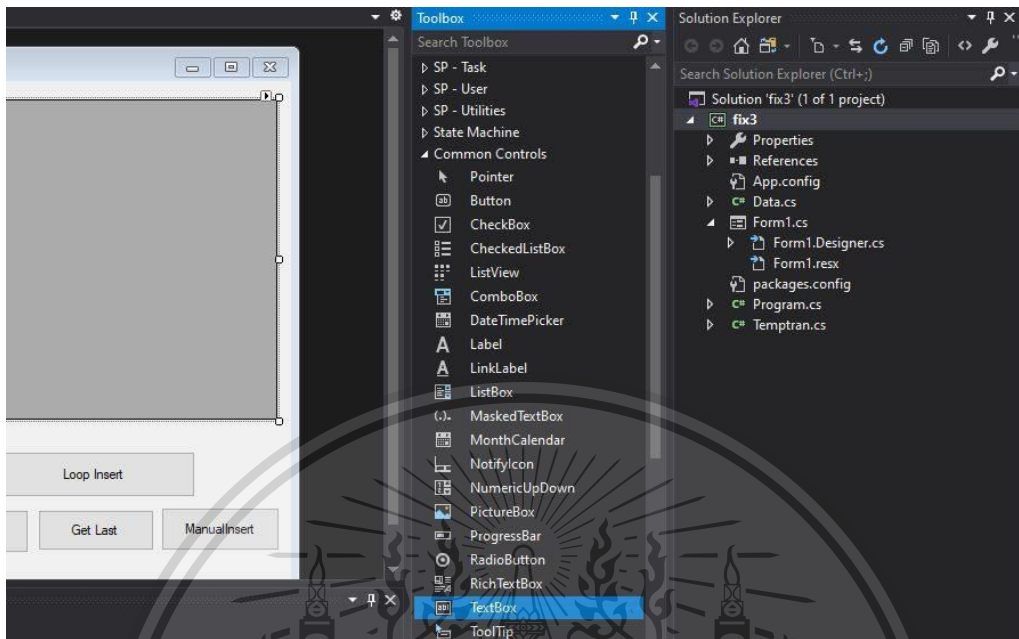 Loop Insert
Get Last
ManualInsert
Toolbox
Search Toolbox
SP - Task
SP - User
SP - Utilities
State Machine
Common Controls
Pointer
Button
CheckBox
CheckedListBox
ListView
ComboBox
DateTimePicker
Label
LinkLabel
ListBox
MaskedTextBox
MonthCalendar
NotifyIcon
NumericUpDown
PictureBox
ProgressBar
RadioButton
RichTextBox
TextBox
ToolTip
Solution Explorer
Search Solution Explorer (Ctrl+;)
Solution 'fix3' (1 of 1 project)
C# fix3
Properties
References
App.config
C# Data.cs
Form1.cs
Form1.Designer.cs
Form1.resx
packages.config
C# Program.cs
C# Temptran.cs